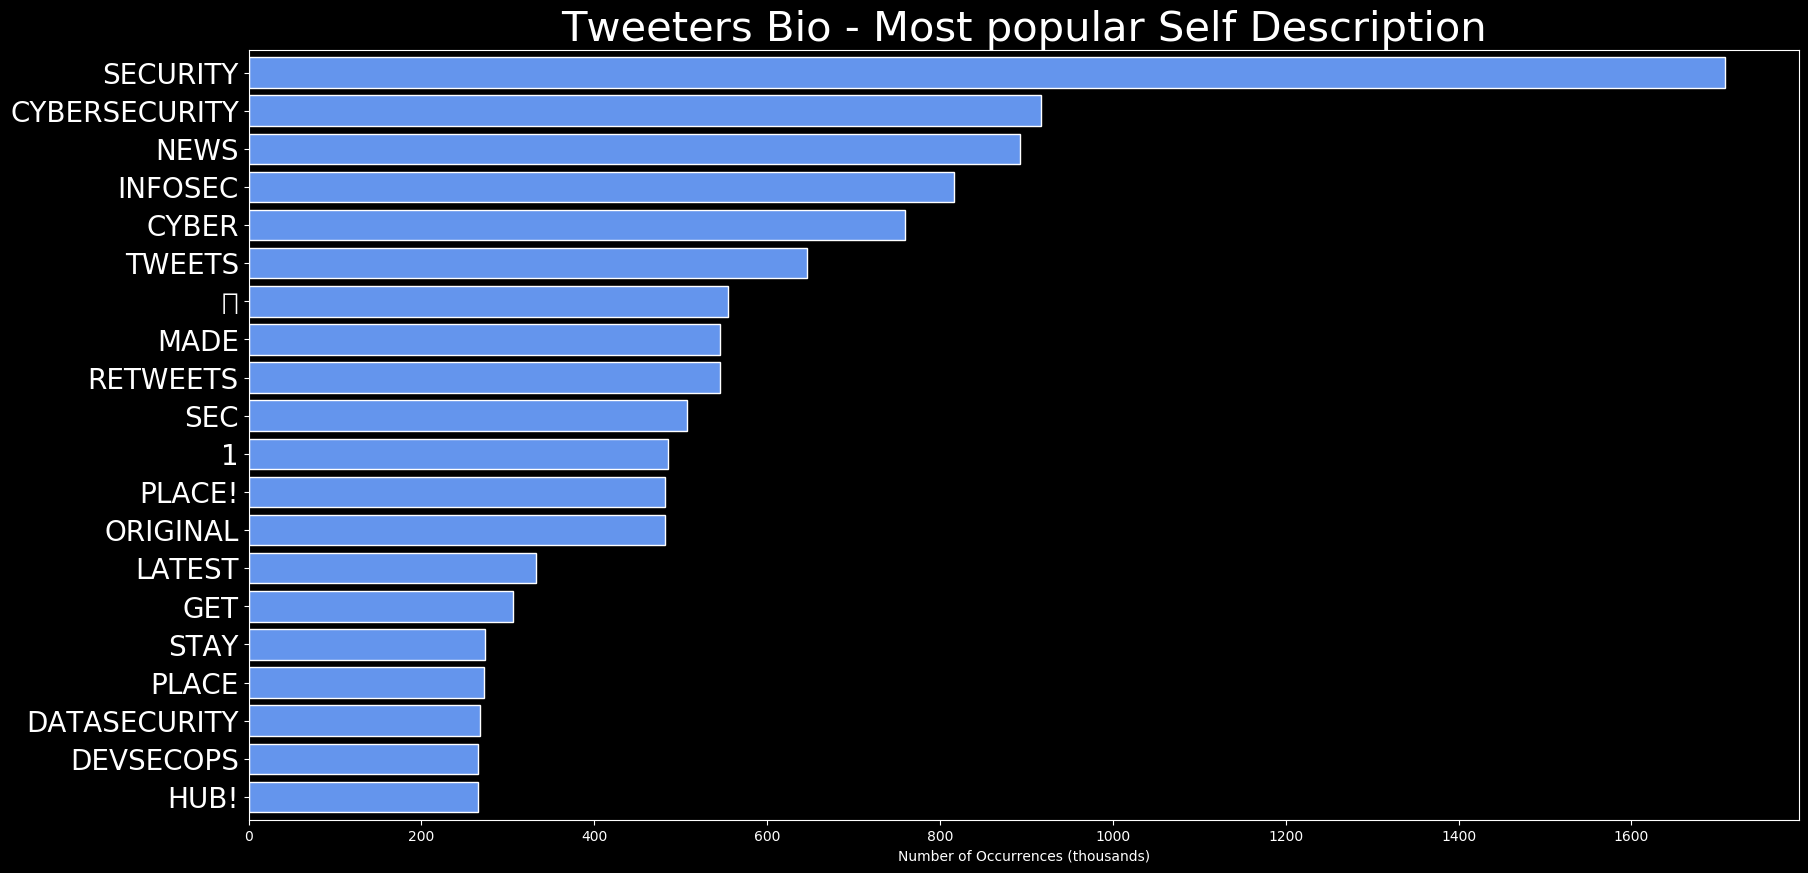 Tweeters Bio - Most popular Self Description
SECURITY
CYBERSECURITY
NEWS
INFOSEC
CYBER
TWEETS
MADE
RETWEETS
SEC
1
PLACE!
ORIGINAL
LATEST
GET
STAY
PLACE
DATASECURITY
DEVSECOPS
HUB!
0 200 400 600 800 1000 1200 1400 1600
Number of Occurrences (thousands)